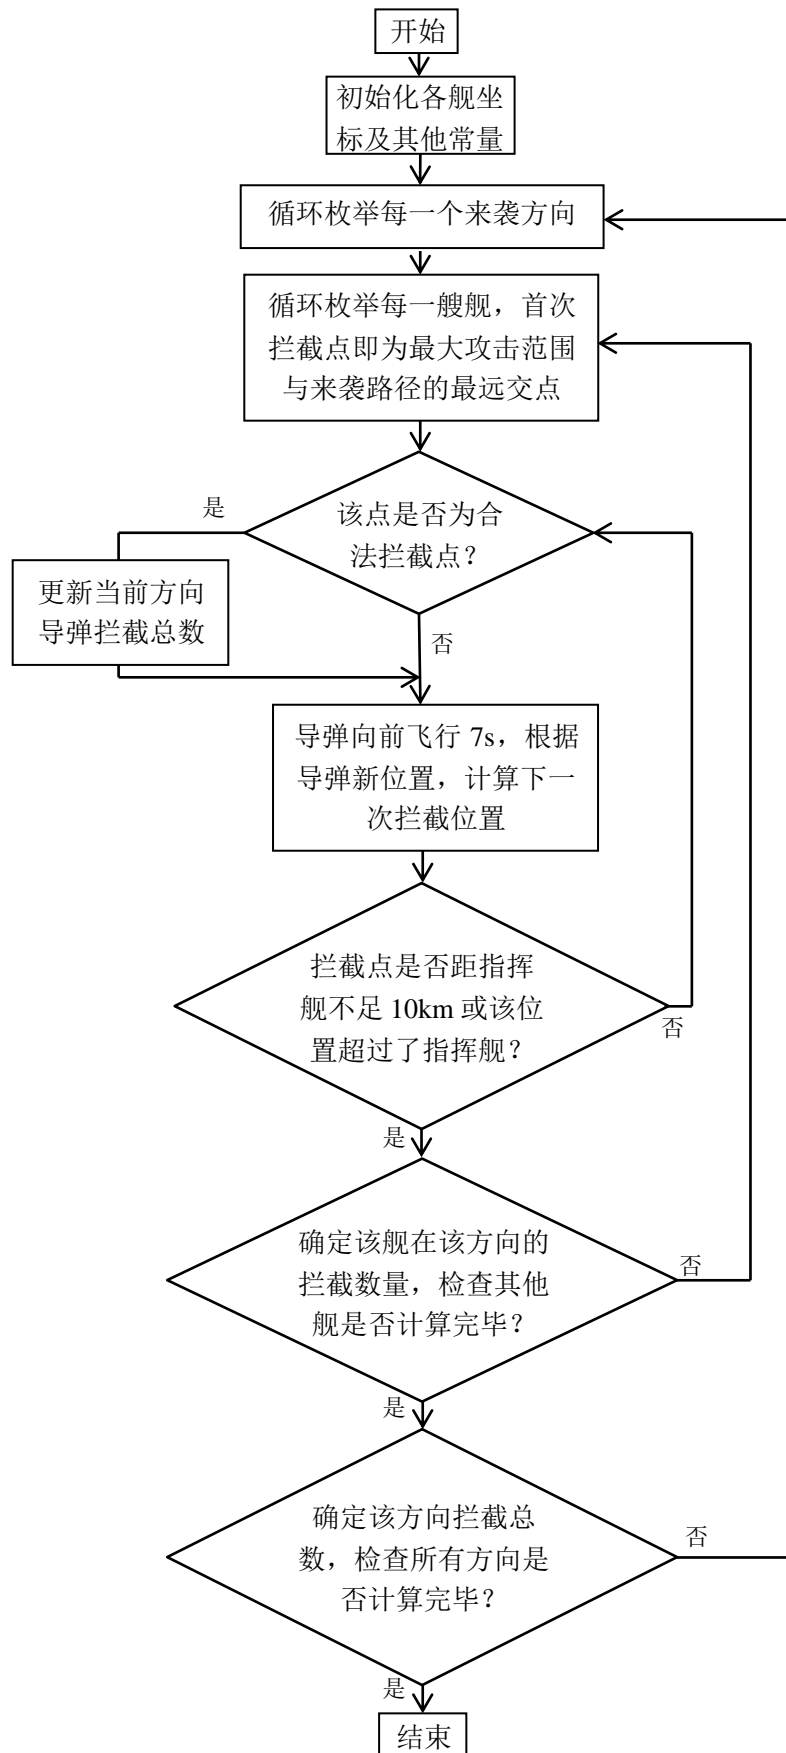 开始
初始化各舰坐
标及其他常量
循环枚举每一个来袭方向
循环枚举每一艘舰，首次
拦截点即为最大攻击范围
与来袭路径的最远交点
是
该点是否为合
法拦截点？
更新当前方向
导弹拦截总数
否
导弹向前飞行 7s，根据
导弹新位置，计算下一
次拦截位置
拦截点是否距指挥
舰不足 10km 或该位
置超过了指挥舰？
否
是
确定该舰在该方向的
拦截数量，检查其他
舰是否计算完毕？
否
是
确定该方向拦截总
数，检查所有方向是
否计算完毕？
否
是
结束